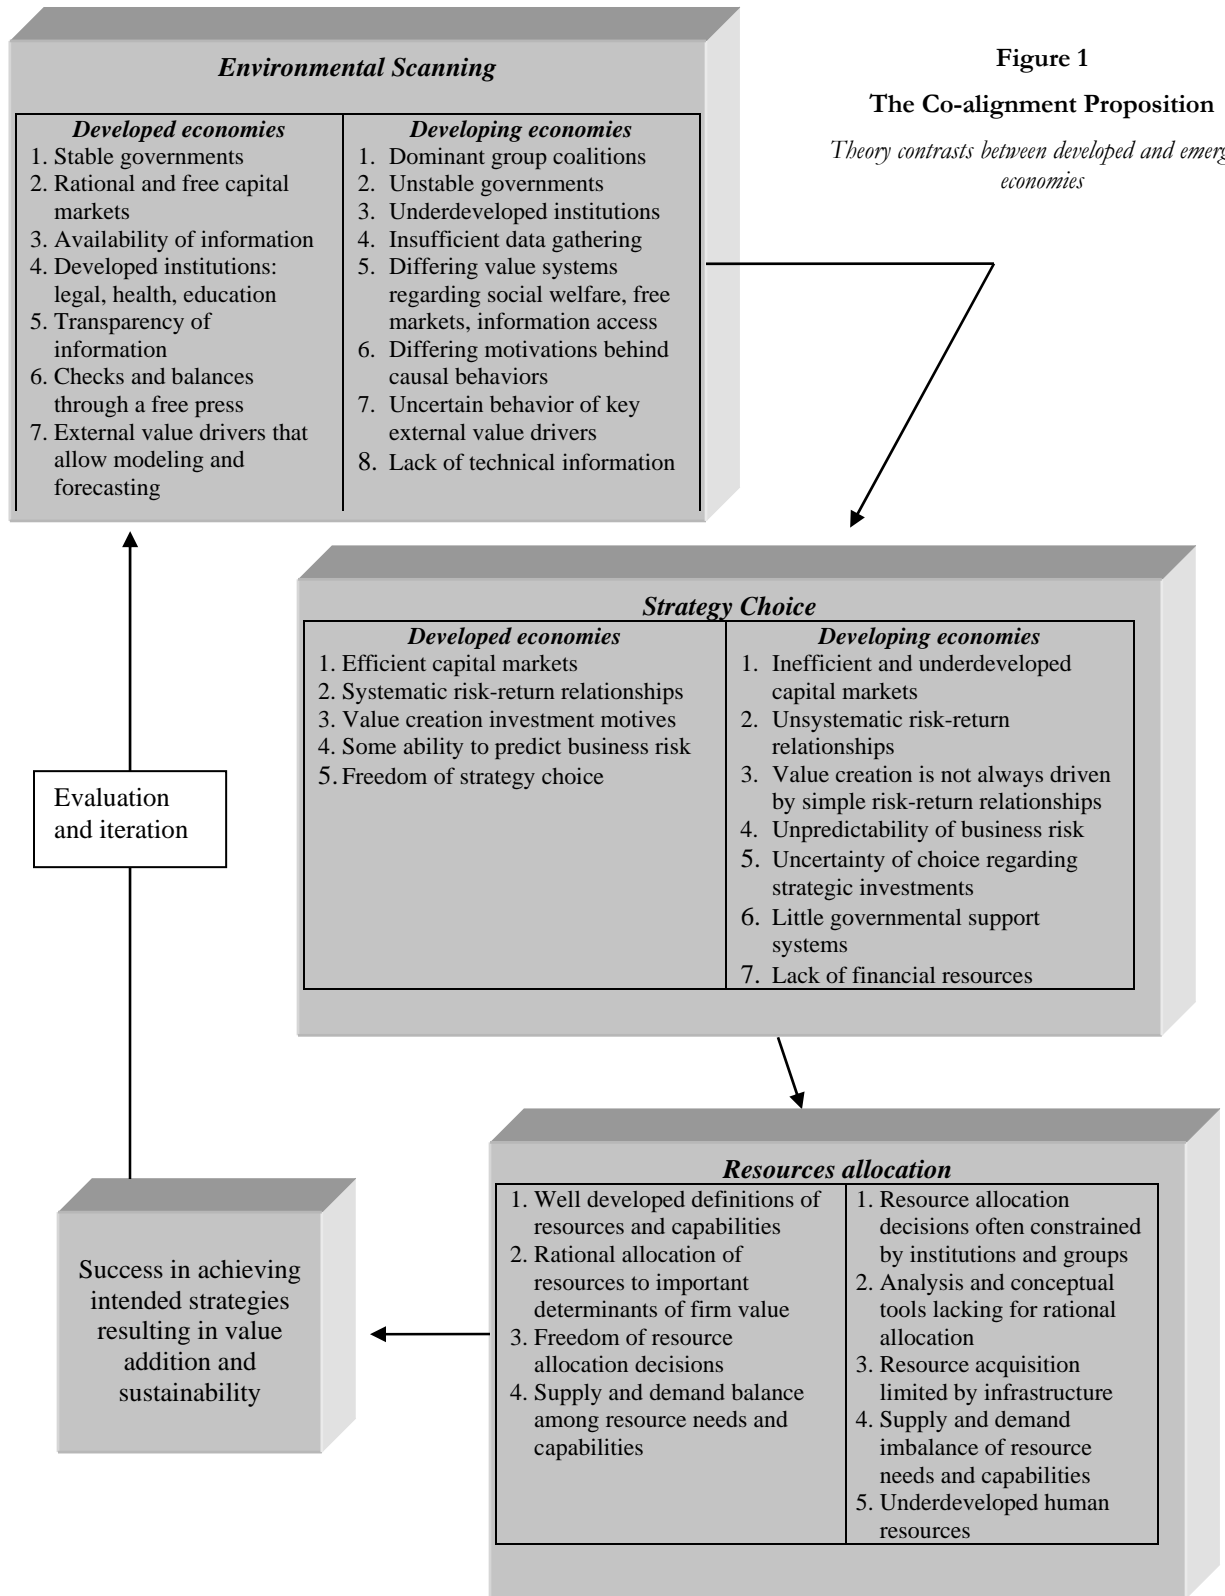 Figure 1
The Co-alignment Proposition
Theory contrasts between developed and emerg
economies
Environmental Scanning
Developed economies
1. Stable governments
2. Rational and free capital
markets
3. Availability of information
4. Developed institutions:
legal, health, education
5. Transparency of
information
6. Checks and balances
through a free press
7. External value drivers that
allow modeling and
forecasting
Developing economies
1. Dominant group coalitions
2. Unstable governments
3. Underdeveloped institutions
4. Insufficient data gathering
5. Differing value systems
regarding social welfare, free
markets, information access
6. Differing motivations behind
causal behaviors
7. Uncertain behavior of key
external value drivers
8. Lack of technical information
Strategy Choice
Developed economies
1. Efficient capital markets
2. Systematic risk-return relationships
3. Value creation investment motives
4. Some ability to predict business risk
5. Freedom of strategy choice
Developing economies
1. Inefficient and underdeveloped
capital markets
2. Unsystematic risk-return
relationships
3. Value creation is not always driven
by simple risk-return relationships
4. Unpredictability of business risk
5. Uncertainty of choice regarding
strategic investments
6. Little governmental support
systems
7. Lack of financial resources
Resources allocation
1. Well developed definitions of
resources and capabilities
2. Rational allocation of
resources to important
determinants of firm value
3. Freedom of resource
allocation decisions
4. Supply and demand balance
among resource needs and
capabilities
1. Resource allocation
decisions often constrained
by institutions and groups
2. Analysis and conceptual
tools lacking for rational
allocation
3. Resource acquisition
limited by infrastructure
4. Supply and demand
imbalance of resource
needs and capabilities
5. Underdeveloped human
resources
Success in achieving
intended strategies
resulting in value
addition and
sustainability
Evaluation
and iteration